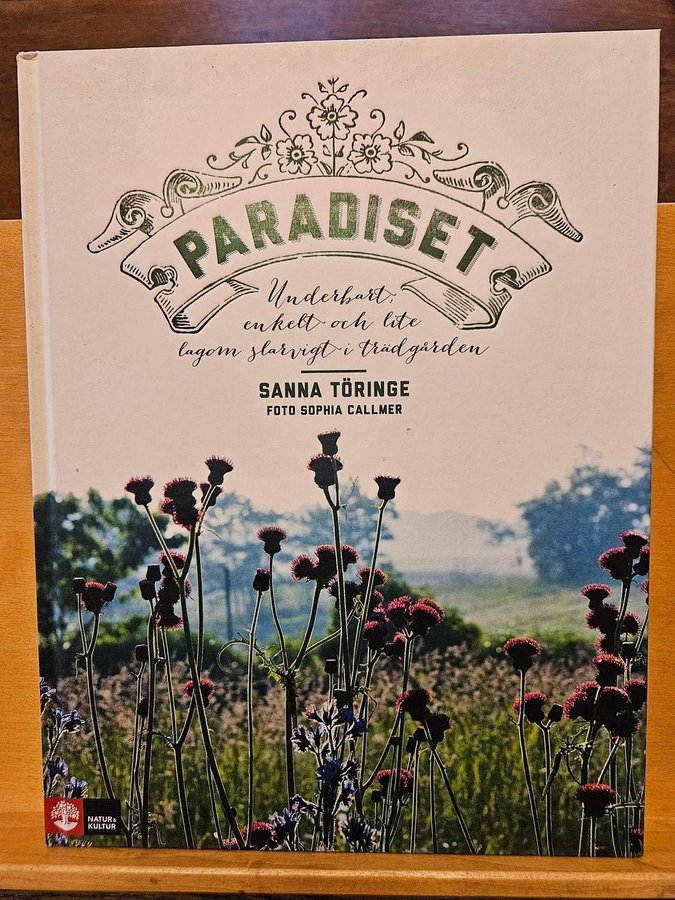 PARADISET
Underbart,
enkelt och lite
lagom slarvigt i trädgården
SANNA TÖRINGE
FOTO SOPHIA CALLMER
NATUR &
KULTUR